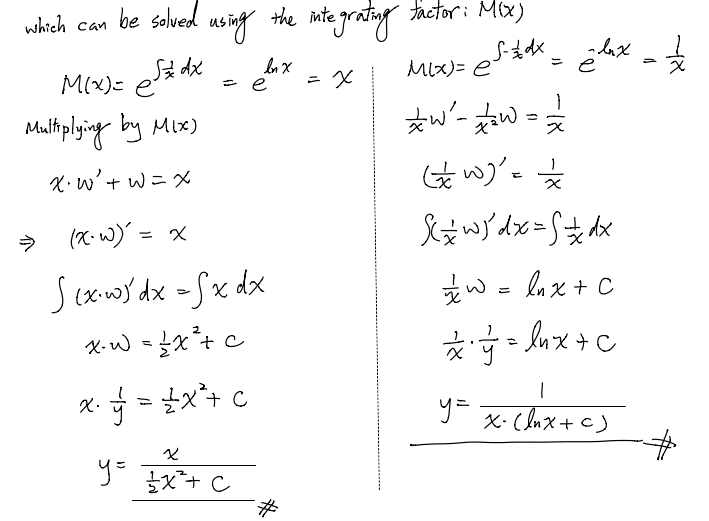 which can be solved using the integrating factor: M(x)
M(x) = e^{∫ 1/x dx} = e^{ln x} = x
Multiplying by M(x)
x · w' + w = x
⇒ (x·w)' = x
∫ (x·w)' dx = ∫ x dx
x·w = 1/2 x² + c
x · 1/y = 1/2 x² + c
y = x / (1/2 x² + c) #
M(x) = e^{∫ -1/x dx} = e^{-ln x} = 1/x
1/x w' - 1/x² w = 1/x
(1/x w)' = 1/x
∫ (1/x w)' dx = ∫ 1/x dx
1/x w = ln x + c
1/x · 1/y = ln x + c
y = 1 / (x · (ln x + c)) #